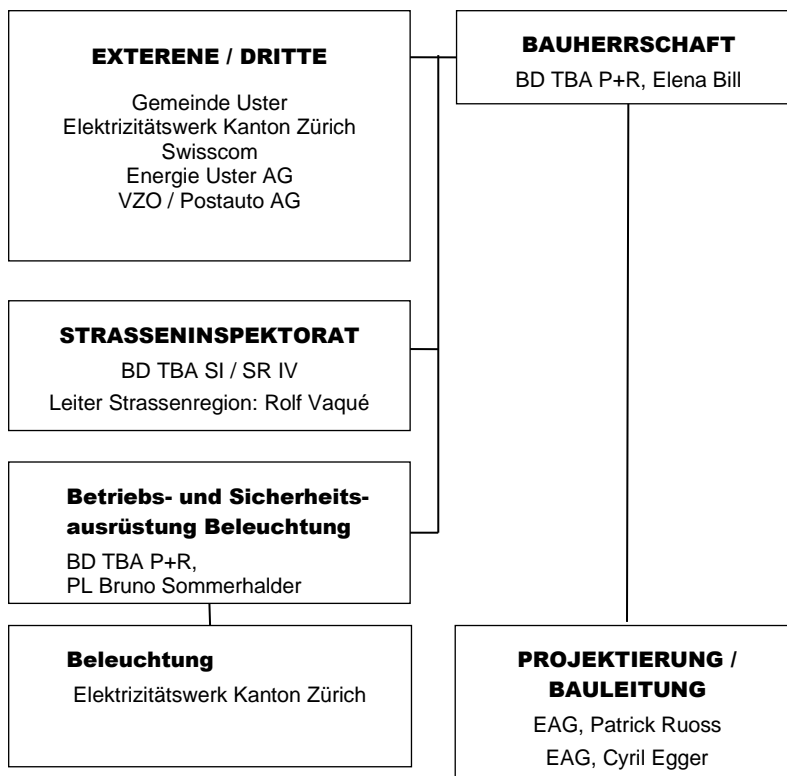 EXTERENE / DRITTE
Gemeinde Uster
Elektrizitätswerk Kanton Zürich
Swisscom
Energie Uster AG
VZO / Postauto AG
BAUHERRSCHAFT
BD TBA P+R, Elena Bill
STRASSENINSPEKTORAT
BD TBA SI / SR IV
Leiter Strassenregion: Rolf Vaqué
Betriebs- und Sicherheits-
ausrüstung Beleuchtung
BD TBA P+R,
PL Bruno Sommerhalder
Beleuchtung
Elektrizitätswerk Kanton Zürich
PROJEKTIERUNG /
BAULEITUNG
EAG, Patrick Ruoss
EAG, Cyril Egger